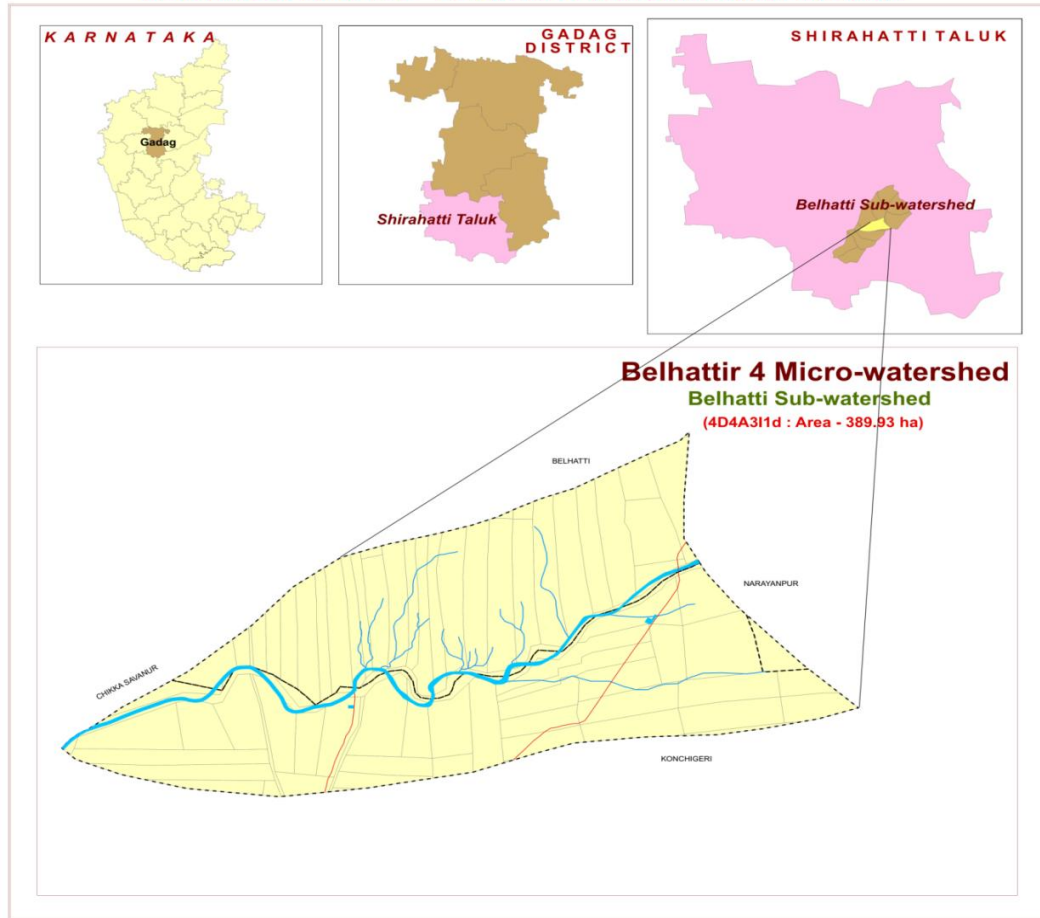 KARNATAKA
Gadag
GADAG
DISTRICT
Shirahatti Taluk
SHIRAHATTI TALUK
Belhatti Sub-watershed
Belhattir 4 Micro-watershed
Belhatti Sub-watershed
(4D4A3I1d : Area - 389.93 ha)
BELHATTI
NARAYANPUR
CHIKKA SAVANUR
KONCHIGERI